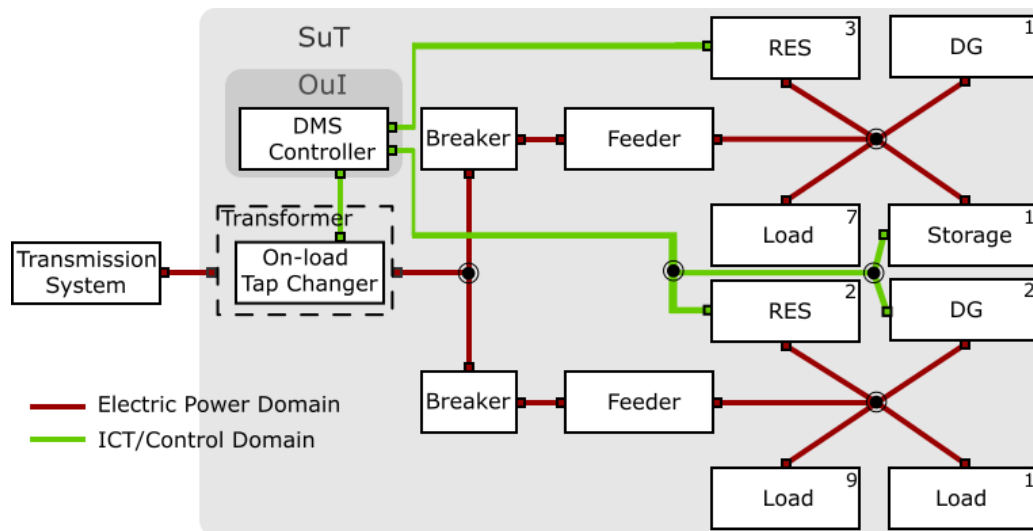 SuT
OuI
DMS
Controller
Transformer
On-load
Tap Changer
Transmission
System
Breaker
Feeder
3
RES
1
DG
7
Load
1
Storage
2
RES
2
DG
Breaker
Feeder
9
Load
1
Load
Electric Power Domain
ICT/Control Domain